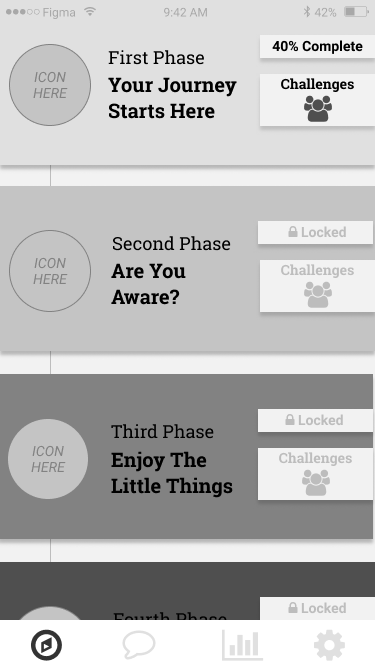 Figma 9:42 AM 42%
ICON
HERE
First Phase
Your Journey
Starts Here
40% Complete
Challenges
ICON
HERE
Second Phase
Are You
Aware?
Locked
Challenges
ICON
HERE
Third Phase
Enjoy The
Little Things
Locked
Challenges
Fourth Phase
Locked